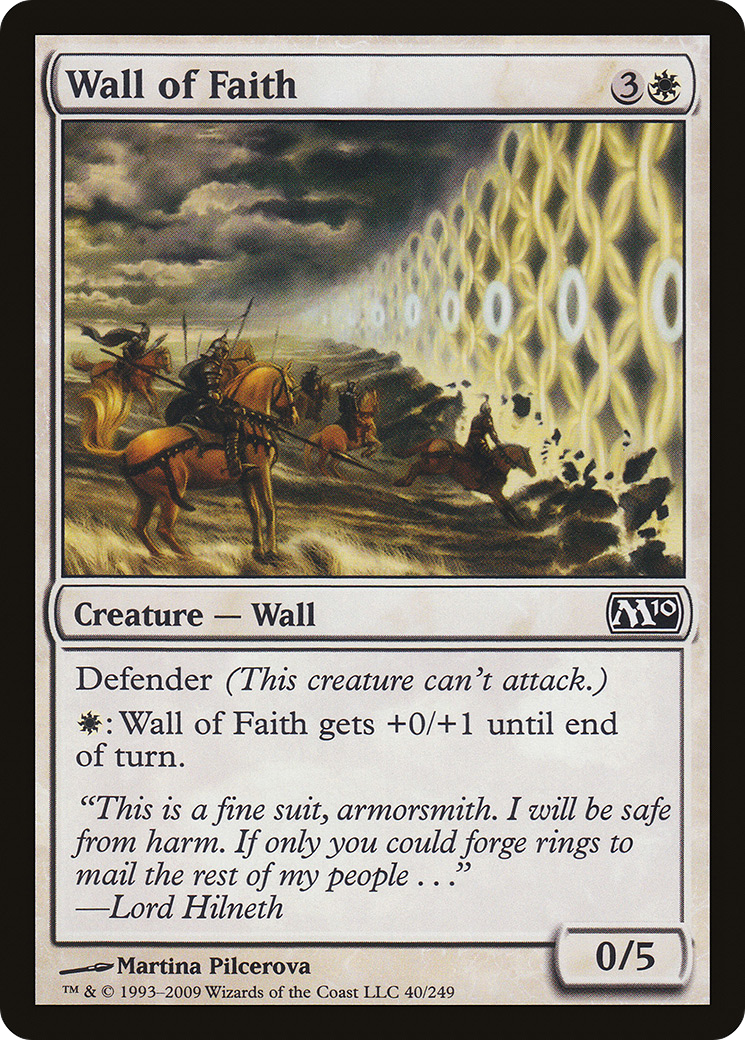 Wall of Faith 3
Creature — Wall M10
Defender (This creature can't attack.)
: Wall of Faith gets +0/+1 until end
of turn.
“This is a fine suit, armorsmith. I will be safe
from harm. If only you could forge rings to
mail the rest of my people . . .”
—Lord Hilneth
0/5
Martina Pilcerova
™ & © 1993–2009 Wizards of the Coast LLC 40/249